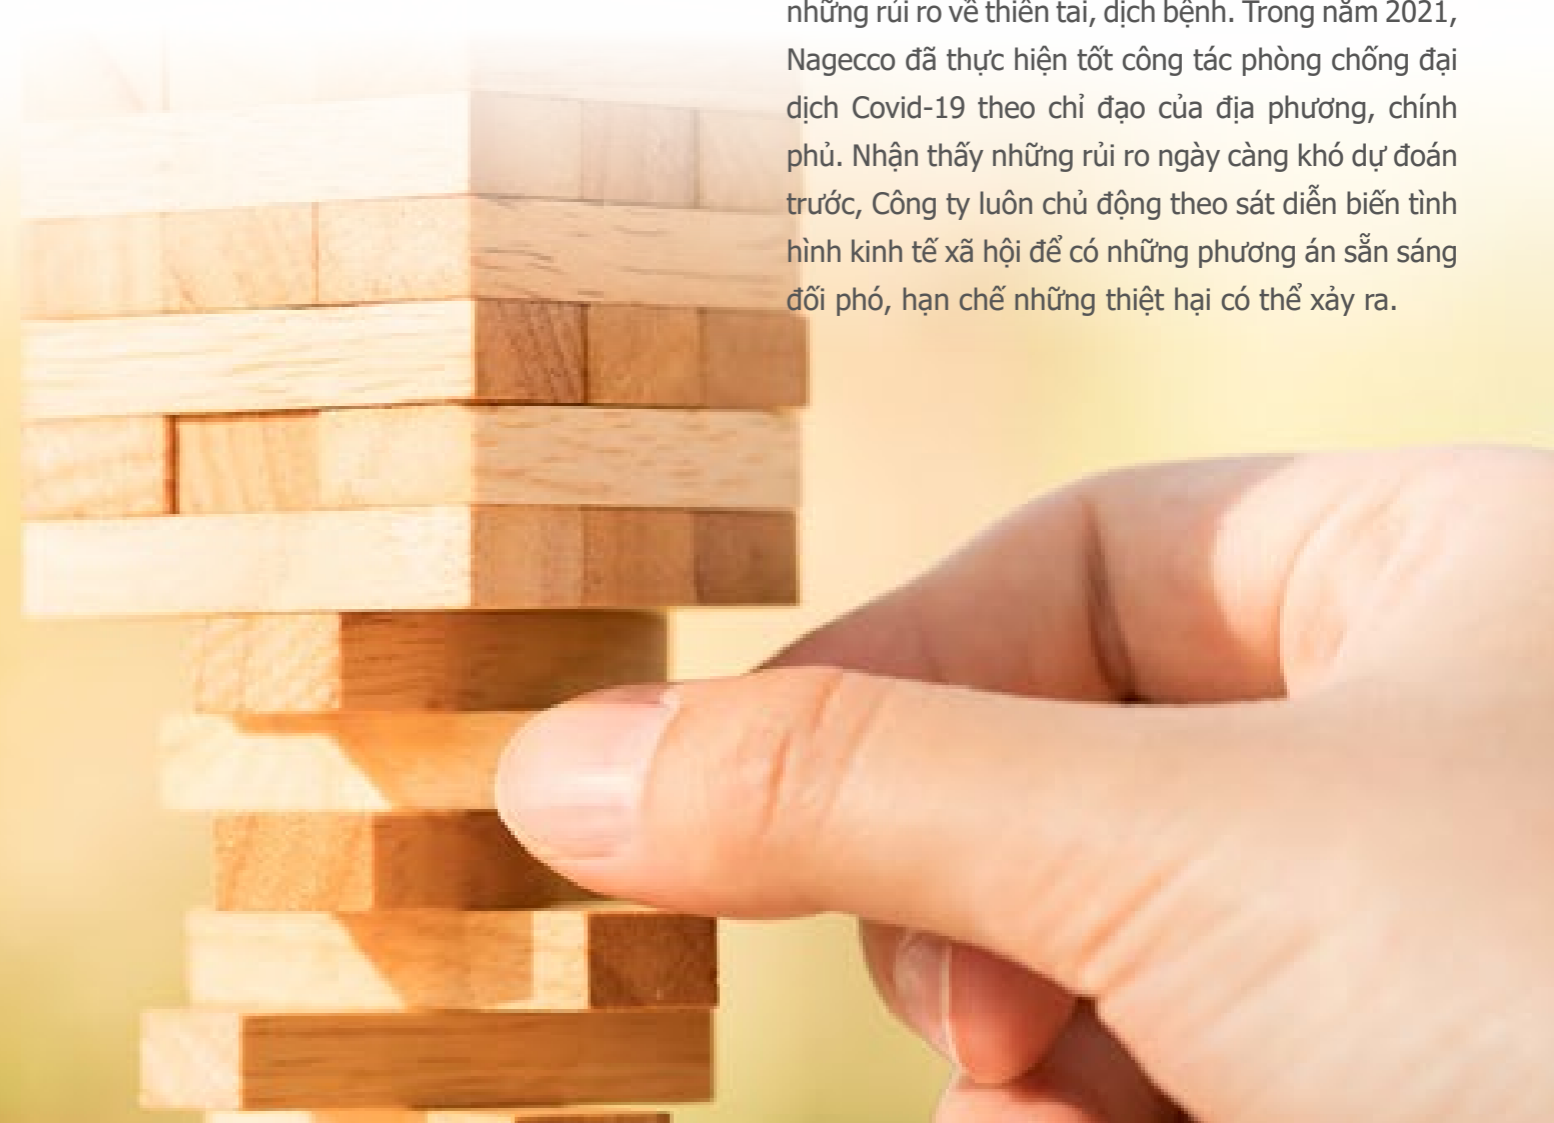 những rủi ro về thiên tai, dịch bệnh. Trong năm 2021,
Nagecco đã thực hiện tốt công tác phòng chống đại
dịch Covid-19 theo chỉ đạo của địa phương, chính
phủ. Nhận thấy những rủi ro ngày càng khó dự đoán
trước, Công ty luôn chủ động theo sát diễn biến tình
hình kinh tế xã hội để có những phương án sẵn sáng
đối phó, hạn chế những thiệt hại có thể xảy ra.